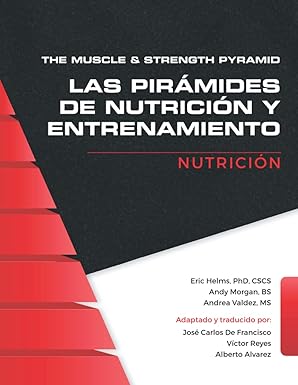 THE MUSCLE & STRENGTH PYRAMID
LAS PIRÁMIDES
DE NUTRICIÓN Y
ENTRENAMIENTO
NUTRICIÓN
Eric Helms, PhD, CSCS
Andy Morgan, BS
Andrea Valdez, MS
Adaptado y traducido por:
José Carlos De Francisco
Víctor Reyes
Alberto Alvarez